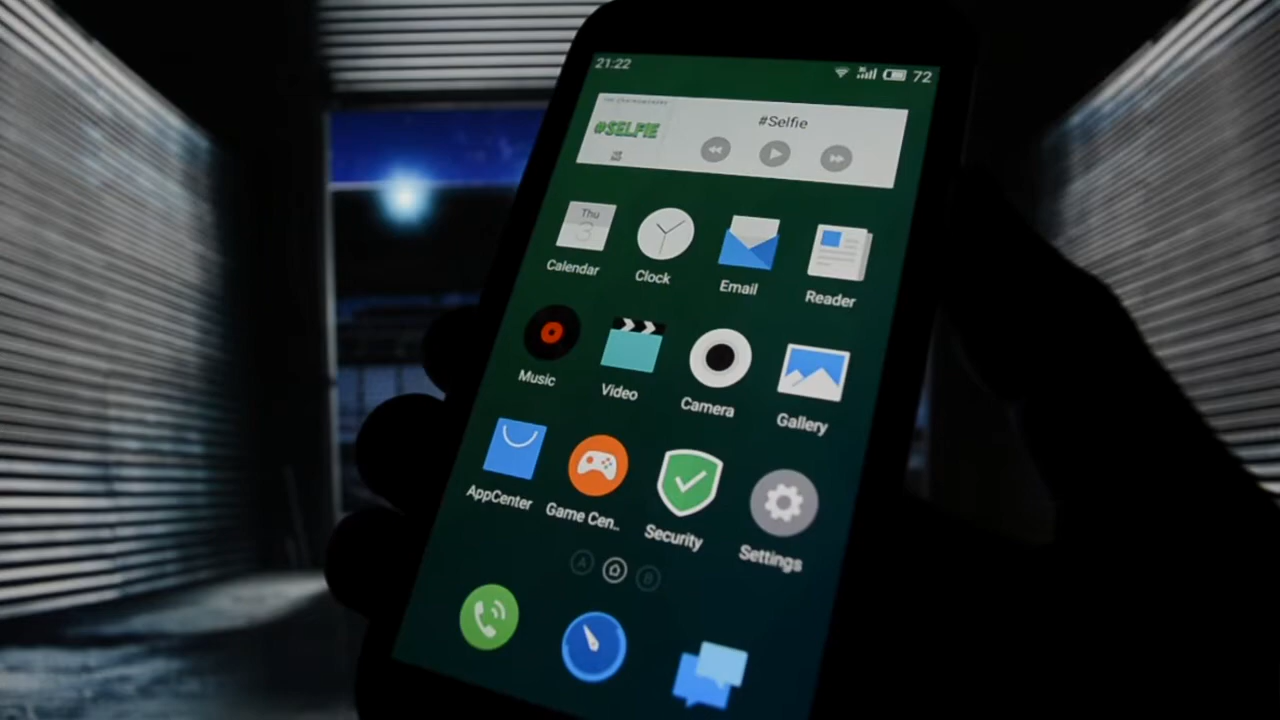 21:22
72
#SELFIE
#Selfie
Thu
3
Calendar
Clock
Email
Reader
Music
Video
Camera
Gallery
AppCenter
Game Cen..
Security
Settings
A
B